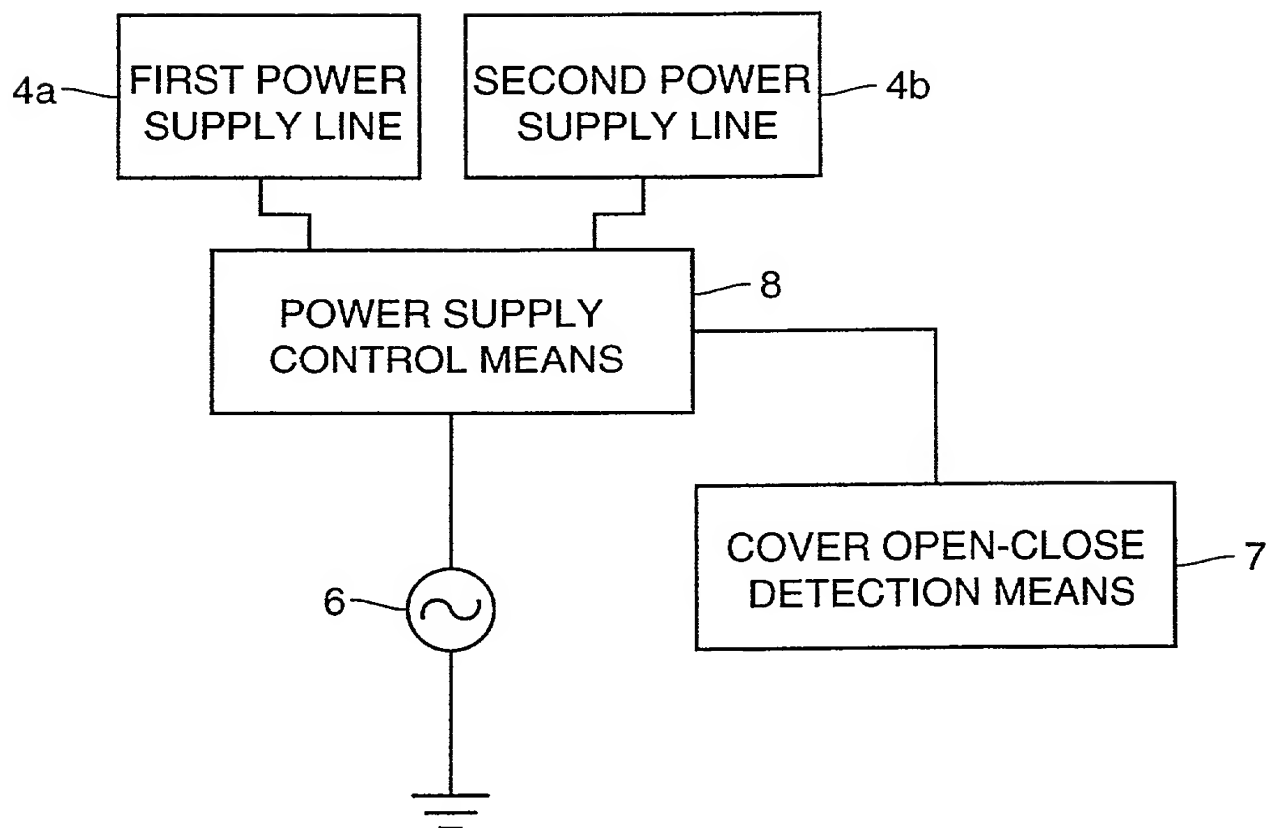 4a
FIRST POWER
SUPPLY LINE
SECOND POWER
SUPPLY LINE
4b
POWER SUPPLY
CONTROL MEANS
8
COVER OPEN-CLOSE
DETECTION MEANS
7
6